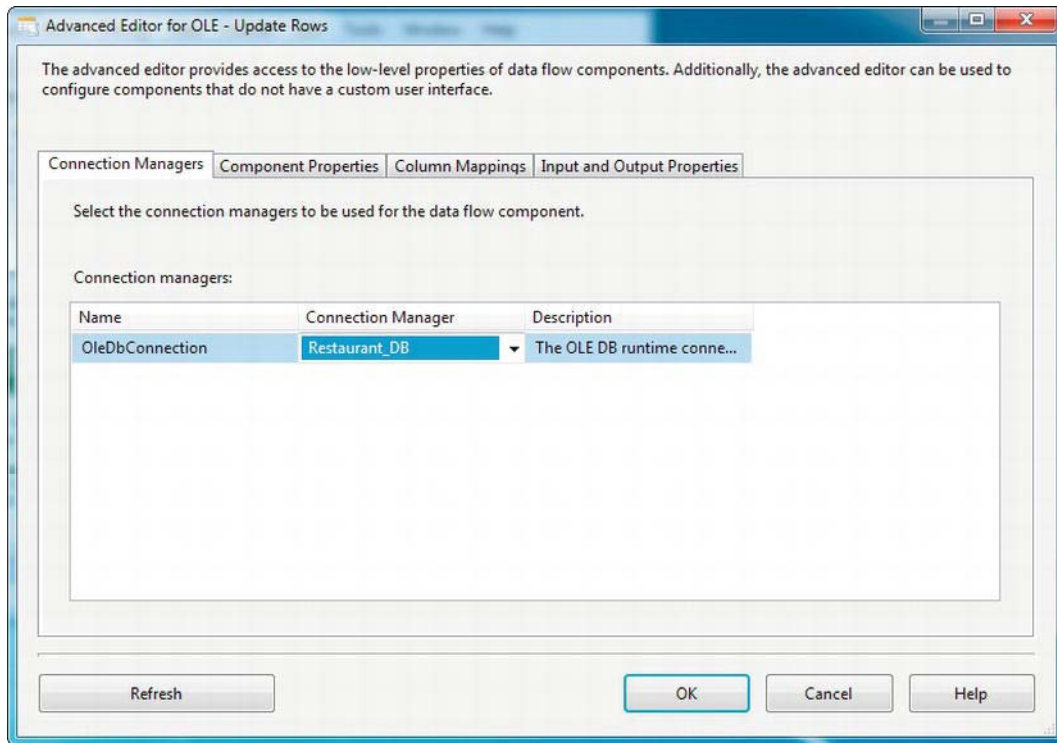 Advanced Editor for OLE - Update Rows
Tools Window Help
The advanced editor provides access to the low-level properties of data flow components. Additionally, the advanced editor can be used to
configure components that do not have a custom user interface.
Connection Managers Component Properties Column Mappings Input and Output Properties
Select the connection managers to be used for the data flow component.
Connection managers:
Name Connection Manager Description
OleDbConnection Restaurant_DB The OLE DB runtime conne...
Refresh OK Cancel Help